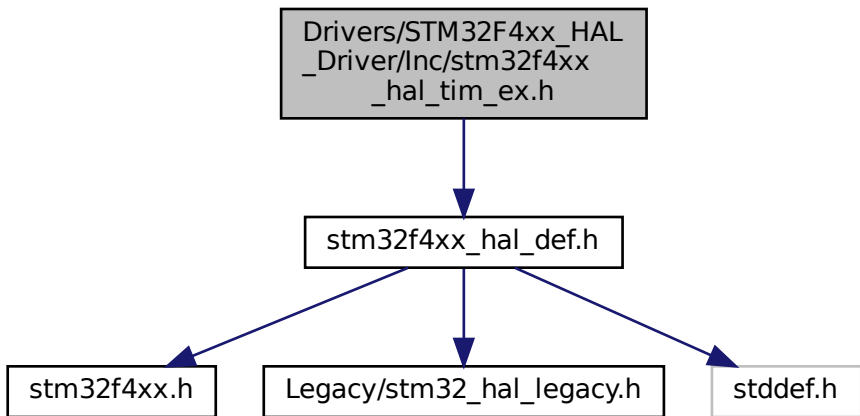 Drivers/STM32F4xx_HAL
_Driver/Inc/stm32f4xx
_hal_tim_ex.h
stm32f4xx_hal_def.h
stm32f4xx.h
Legacy/stm32_hal_legacy.h
stddef.h